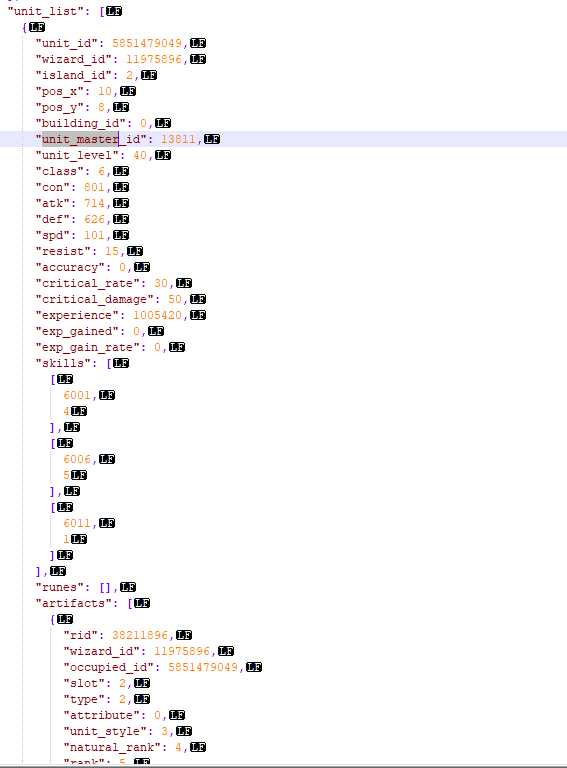 "unit_list": [LF
{LF
"unit_id": 5851479049,LF
"wizard_id": 11975896,LF
"island_id": 2,LF
"pos_x": 10,LF
"pos_y": 8,LF
"building_id": 0,LF
"unit_master_id": 13811,LF
"unit_level": 40,LF
"class": 6,LF
"con": 801,LF
"atk": 714,LF
"def": 626,LF
"spd": 101,LF
"resist": 15,LF
"accuracy": 0,LF
"critical_rate": 30,LF
"critical_damage": 50,LF
"experience": 1005420,LF
"exp_gained": 0,LF
"exp_gain_rate": 0,LF
"skills": [LF
[LF
6001,LF
4LF
],LF
[LF
6006,LF
5LF
],LF
[LF
6011,LF
1LF
]LF
],LF
"runes": [],LF
"artifacts": [LF
{LF
"rid": 38211896,LF
"wizard_id": 11975896,LF
"occupied_id": 5851479049,LF
"slot": 2,LF
"type": 2,LF
"attribute": 0,LF
"unit_style": 3,LF
"natural_rank": 4,LF
"rank": 5,LF